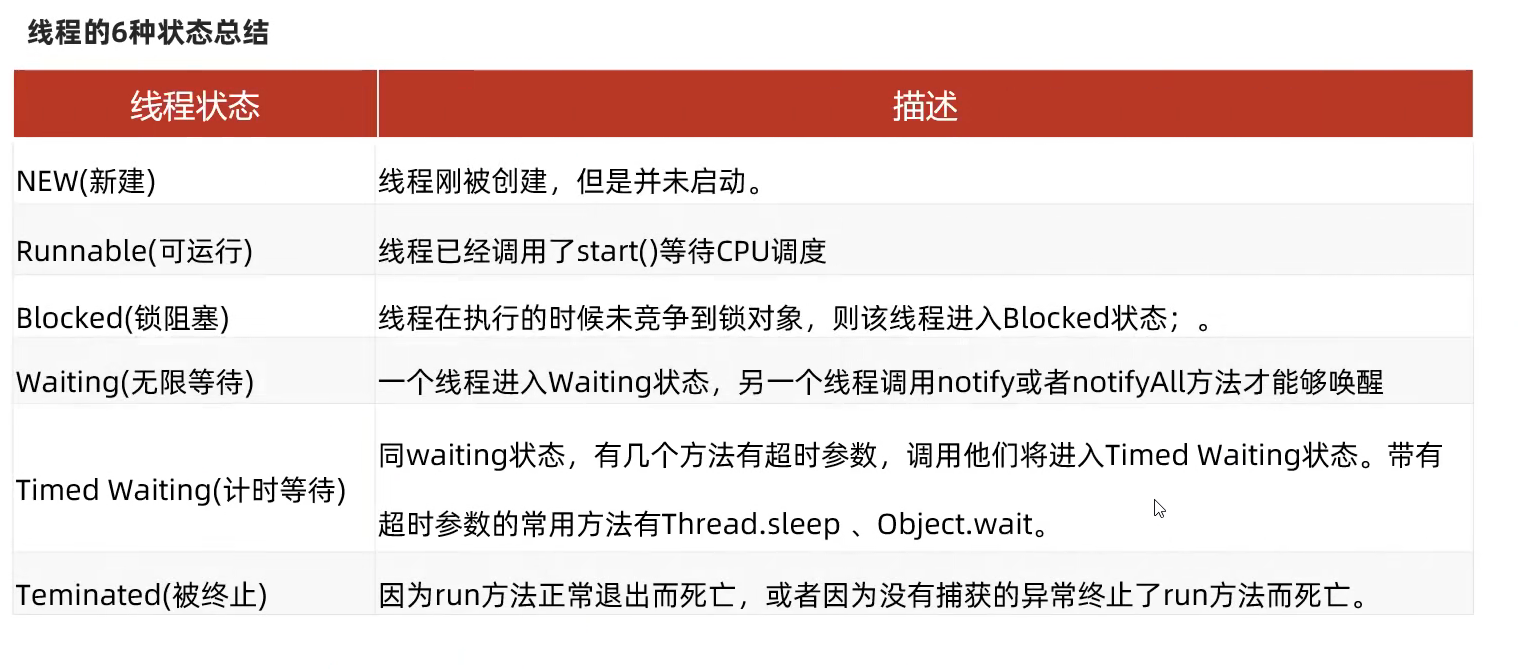 线程的6种状态总结
线程状态
描述
NEW(新建)
线程刚被创建，但是并未启动。
Runnable(可运行)
线程已经调用了start()等待CPU调度
Blocked(锁阻塞)
线程在执行的时候未竞争到锁对象，则该线程进入Blocked状态；。
Waiting(无限等待)
一个线程进入Waiting状态，另一个线程调用notify或者notifyAll方法才能够唤醒
Timed Waiting(计时等待)
同waiting状态，有几个方法有超时参数，调用他们将进入Timed Waiting状态。带有
超时参数的常用方法有Thread.sleep 、Object.wait。
Teminated(被终止)
因为run方法正常退出而死亡，或者因为没有捕获的异常终止了run方法而死亡。